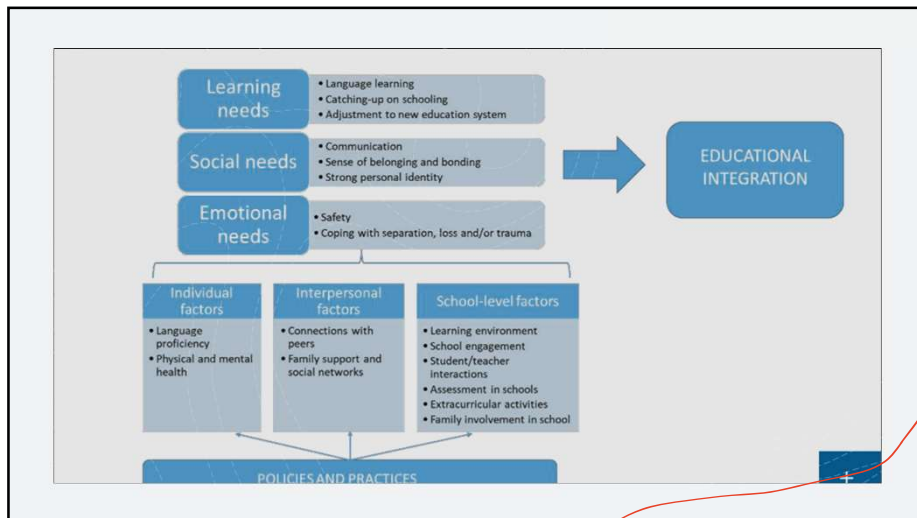 Learning
needs
• Language learning
• Catching-up on schooling
• Adjustment to new education system
Social needs
• Communication
• Sense of belonging and bonding
• Strong personal identity
Emotional
needs
• Safety
• Coping with separation, loss and/or trauma
EDUCATIONAL
INTEGRATION
Individual
factors
• Language
proficiency
• Physical and mental
health
Interpersonal
factors
• Connections with
peers
• Family support and
social networks
School-level factors
• Learning environment
• School engagement
• Student/teacher
interactions
• Assessment in schools
• Extracurricular activities
• Family involvement in school
POLICIES AND PRACTICES